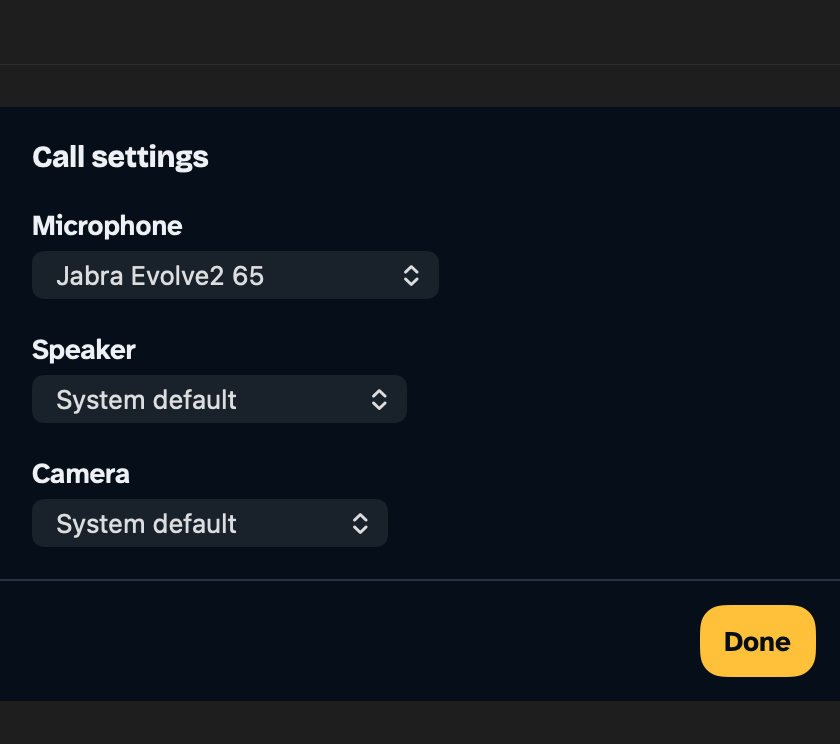 Call settings
Microphone
Jabra Evolve2 65
Speaker
System default
Camera
System default
Done